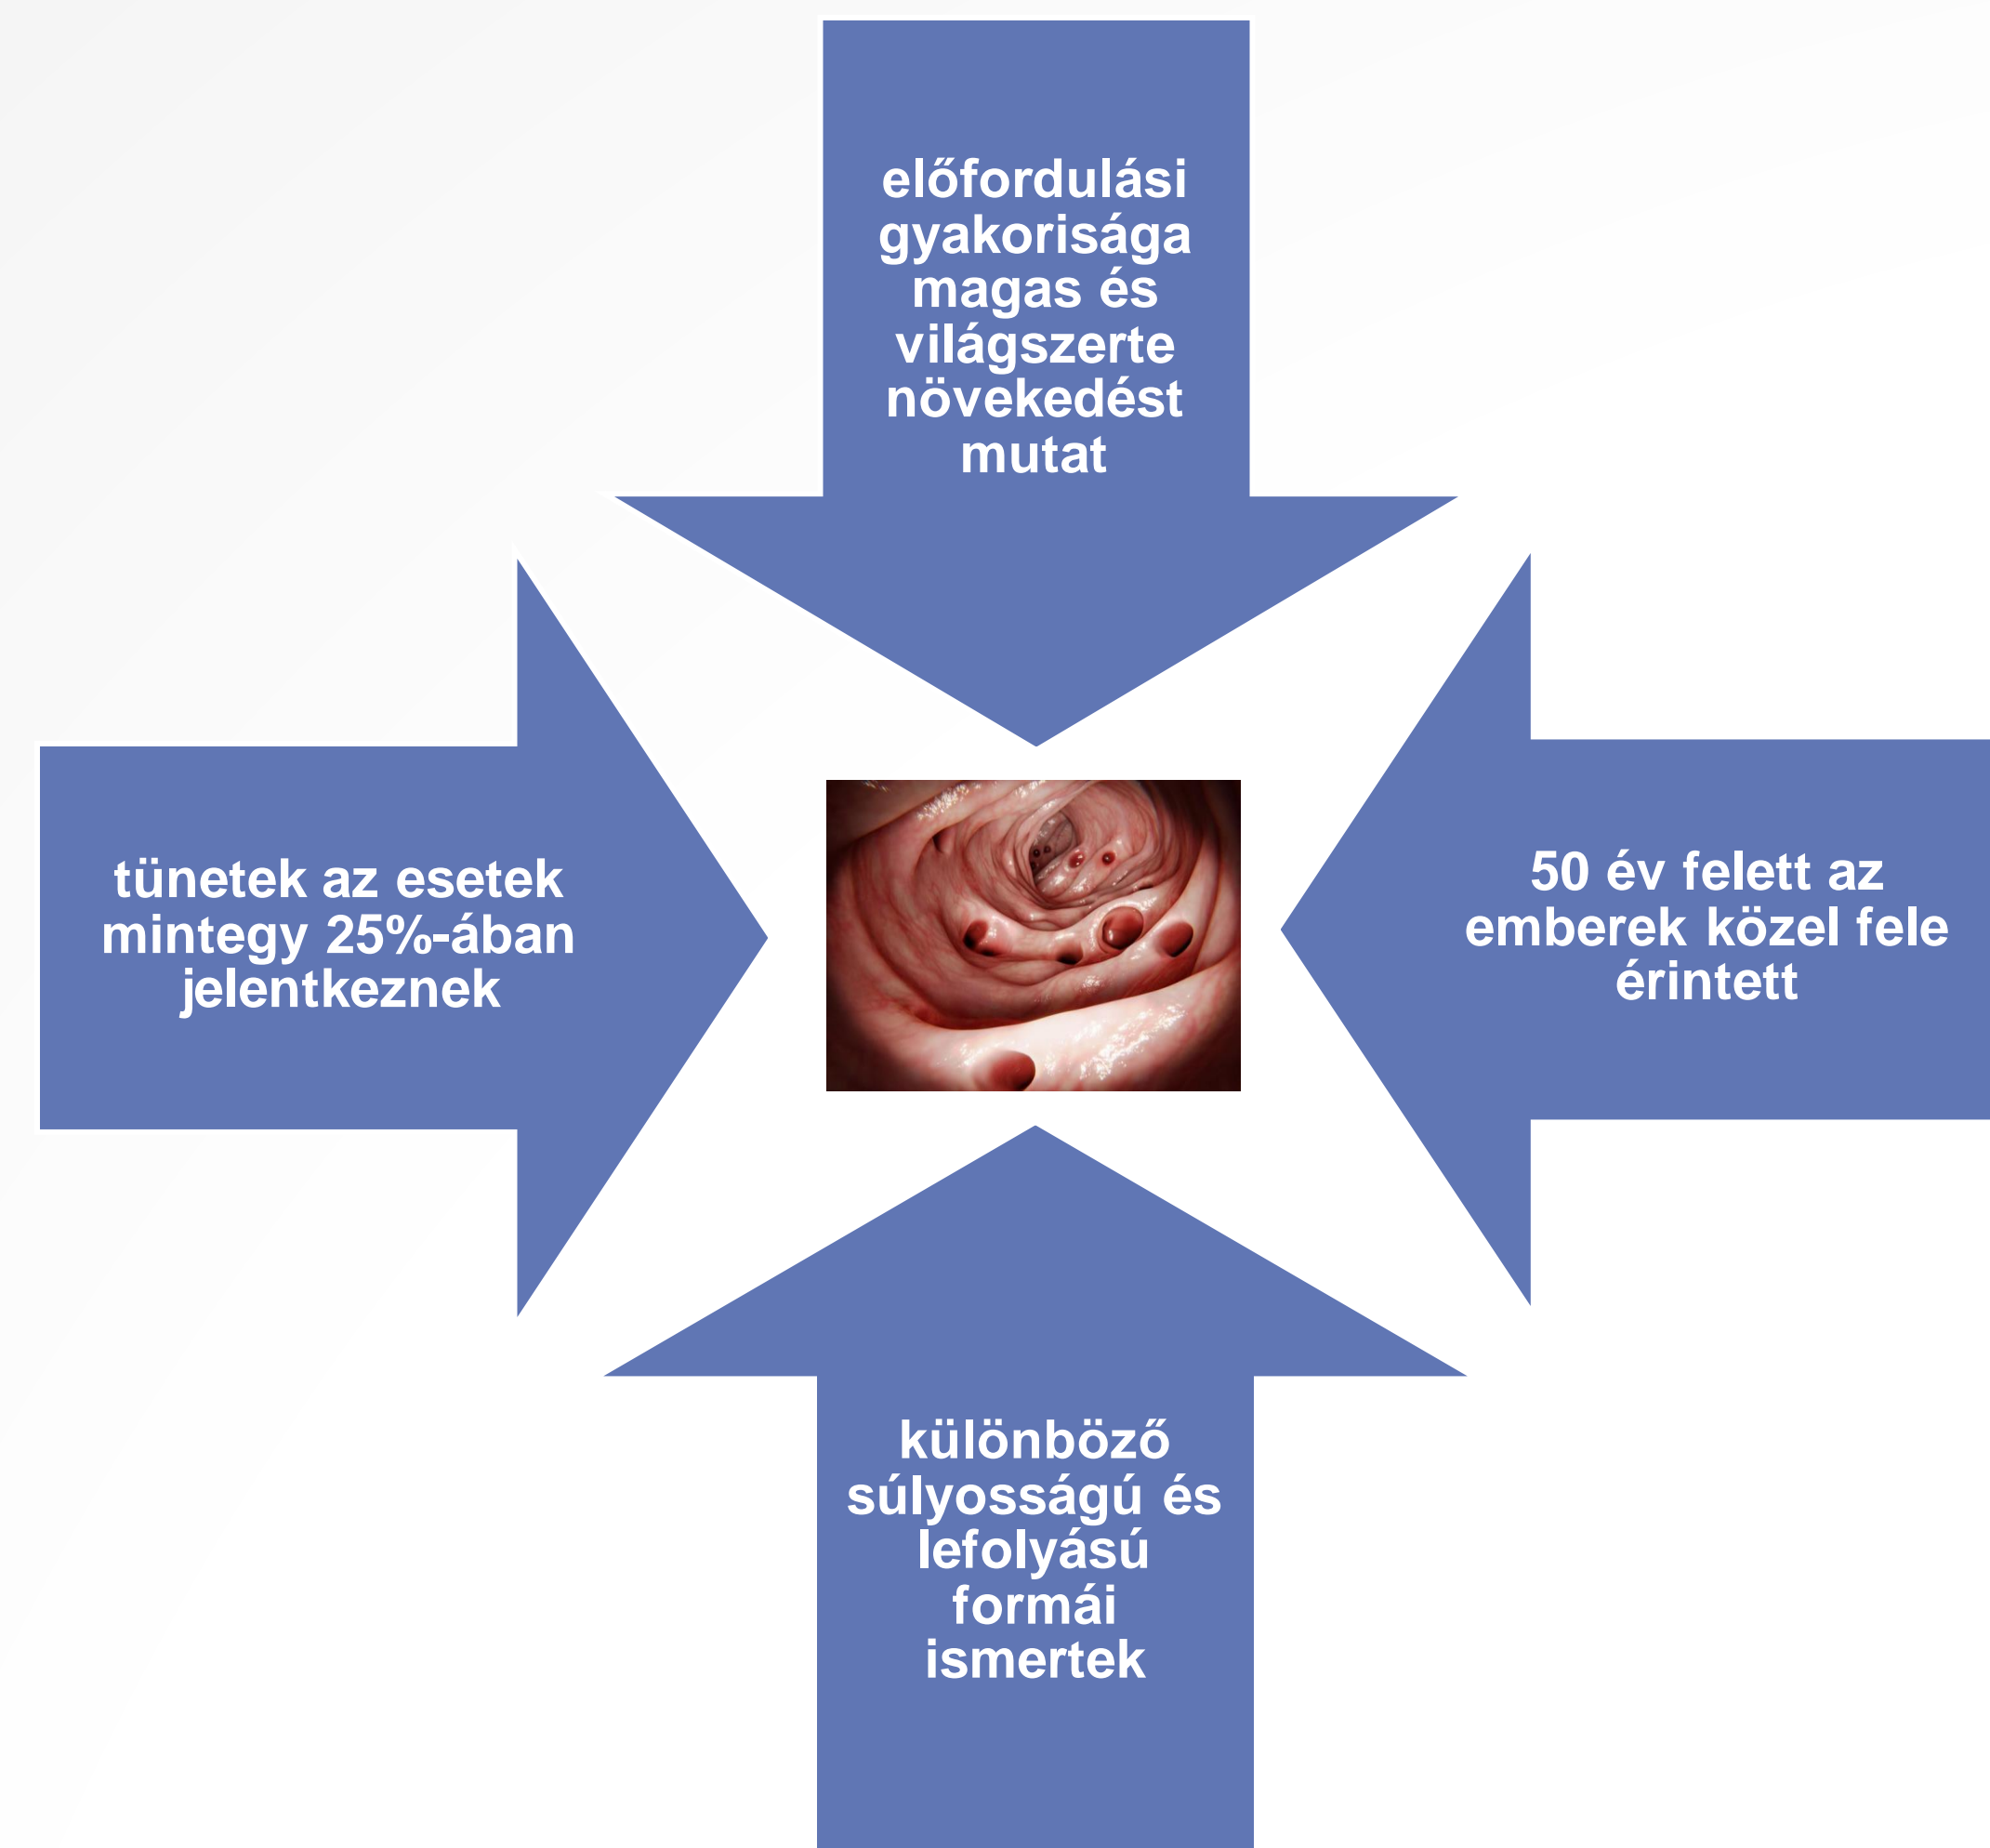 előfordulási
gyakorisága
magas és
világszerte
növekedést
mutat
tünetek az esetek
mintegy 25%-ában
jelentkeznek
50 év felett az
emberek közel fele
érintett
különböző
súlyosságú és
lefolyású
formái
ismertek